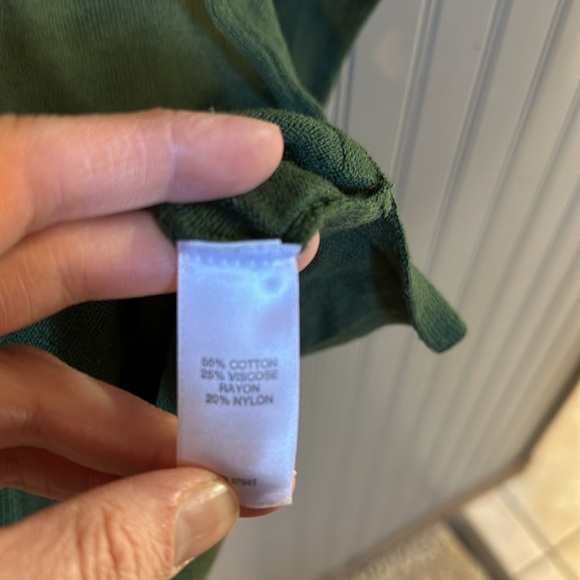 55% COTTON
25% VISCOSE
RAYON
20% NYLON